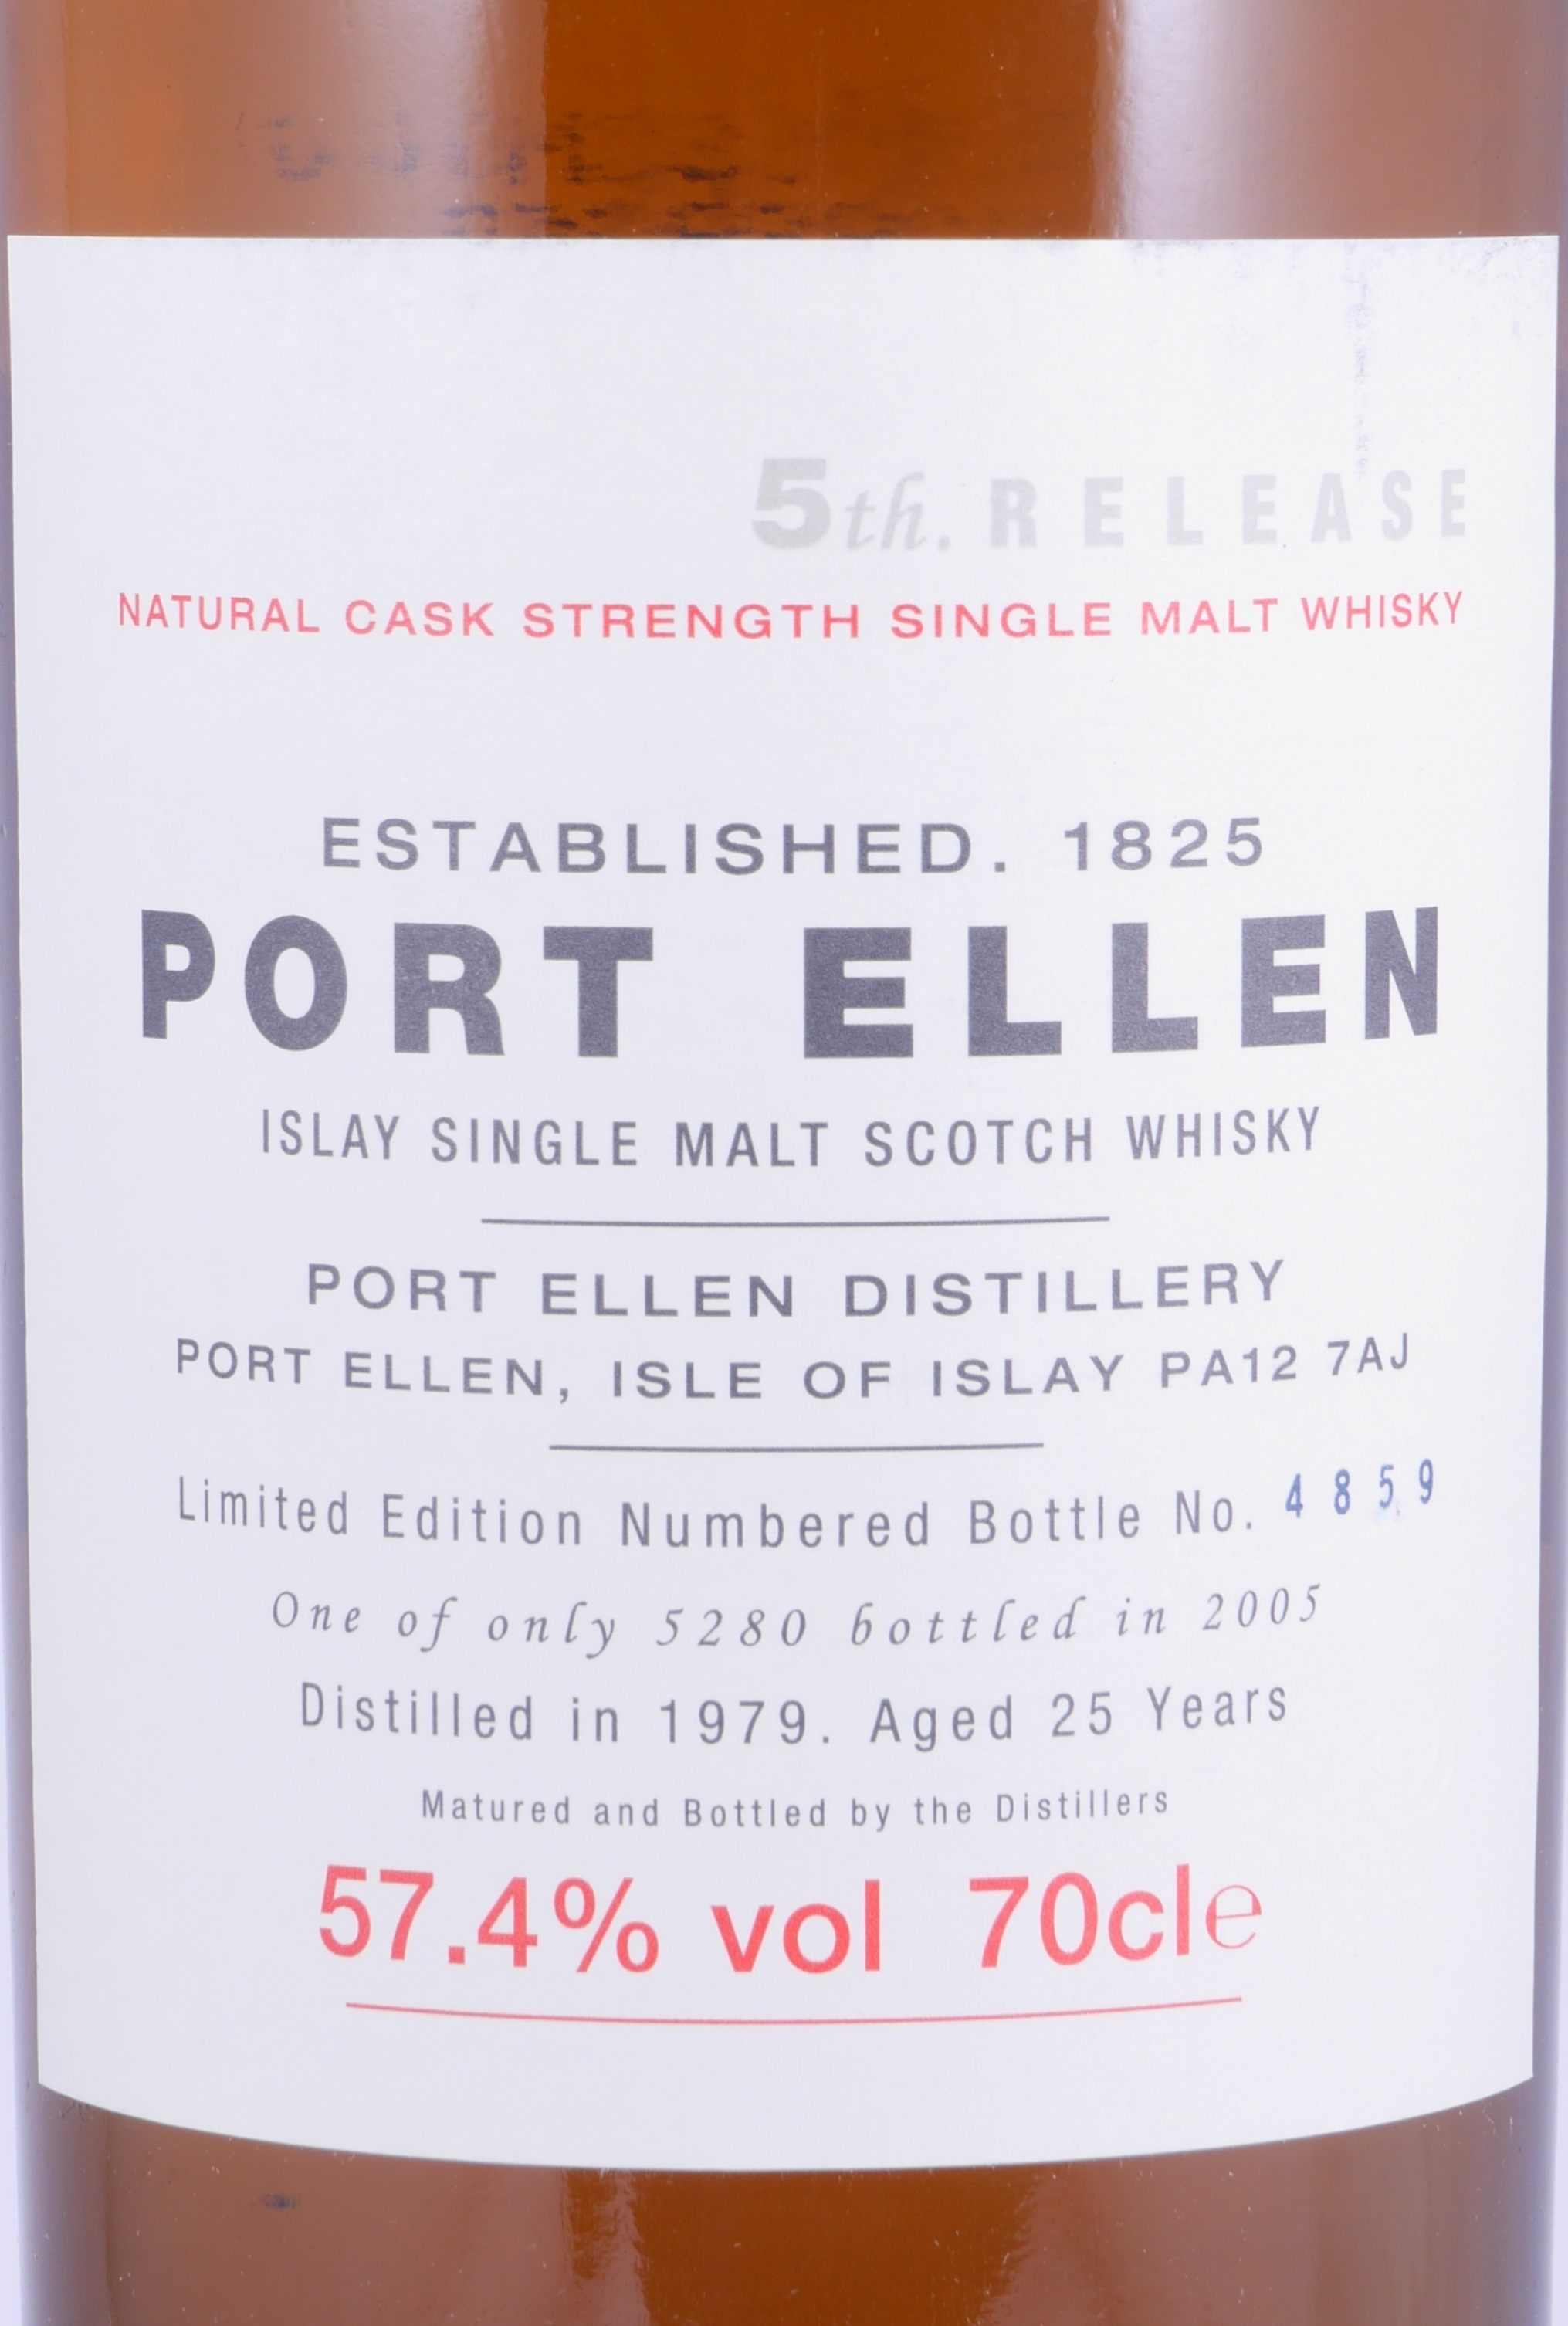 5th. RELEASE
NATURAL CASK STRENGTH SINGLE MALT WHISKY
ESTABLISHED. 1825
PORT ELLEN
ISLAY SINGLE MALT SCOTCH WHISKY
PORT ELLEN DISTILLERY
PORT ELLEN, ISLE OF ISLAY PA12 7AJ
Limited Edition Numbered Bottle No. 4859
One of only 5280 bottled in 2005
Distilled in 1979. Aged 25 Years
Matured and Bottled by the Distillers
57.4% vol 70cl℮